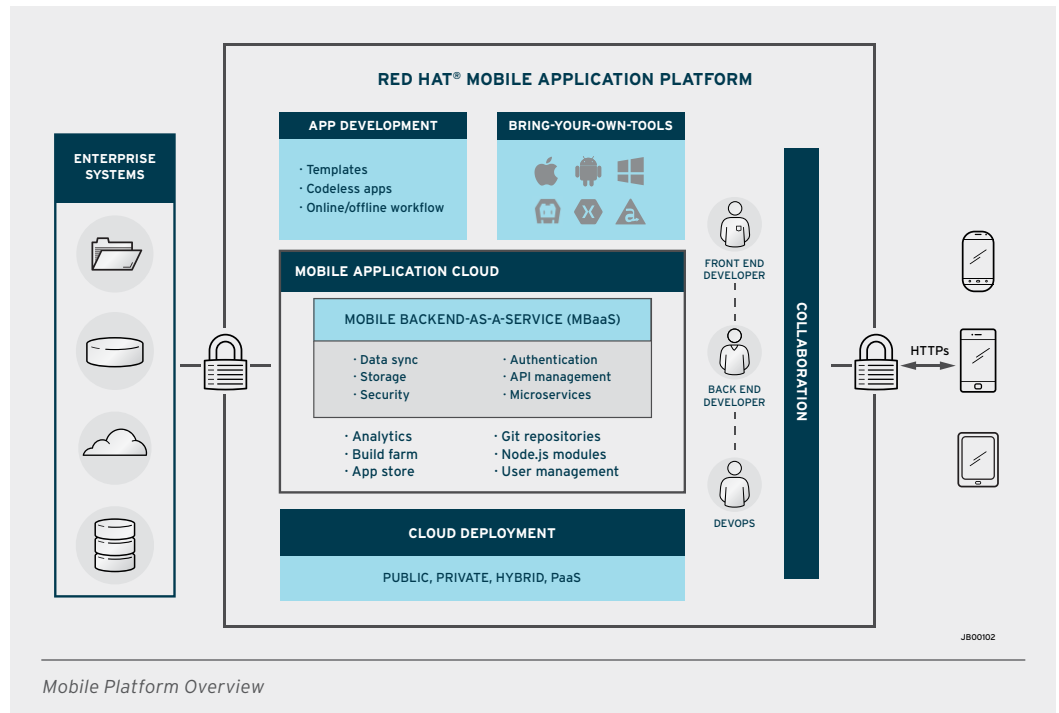 RED HAT® MOBILE APPLICATION PLATFORM
ENTERPRISE
SYSTEMS
APP DEVELOPMENT
· Templates
· Codeless apps
· Online/offline workflow
BRING-YOUR-OWN-TOOLS
a
MOBILE APPLICATION CLOUD
MOBILE BACKEND-AS-A-SERVICE (MBaaS)
· Data sync
· Storage
· Security
· Authentication
· API management
· Microservices
· Analytics
· Build farm
· App store
· Git repositories
· Node.js modules
· User management
CLOUD DEPLOYMENT
PUBLIC, PRIVATE, HYBRID, PaaS
FRONT END
DEVELOPER
BACK END
DEVELOPER
DEVOPS
COLLABORATION
HTTPs
JB00102
Mobile Platform Overview